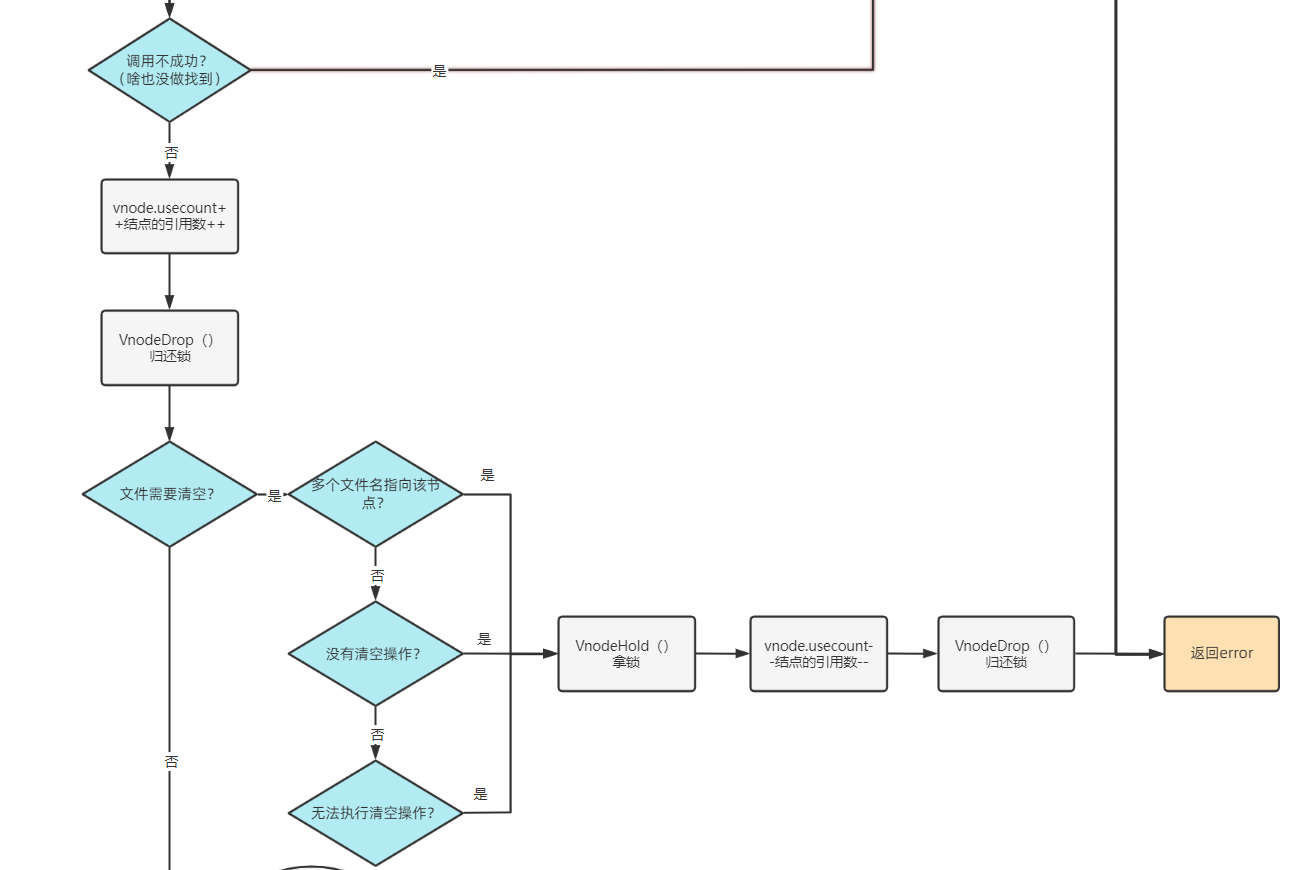 调用不成功？
（啥也没做找到）
是
否
vnode.usecount+
+结点的引用数++
VnodeDrop（）
归还锁
文件需要清空？
是
多个文件名指向该节
点？
是
否
没有清空操作？
是
VnodeHold（）
拿锁
vnode.usecount-
-结点的引用数--
VnodeDrop（）
归还锁
返回error
否
无法执行清空操作？
是
否